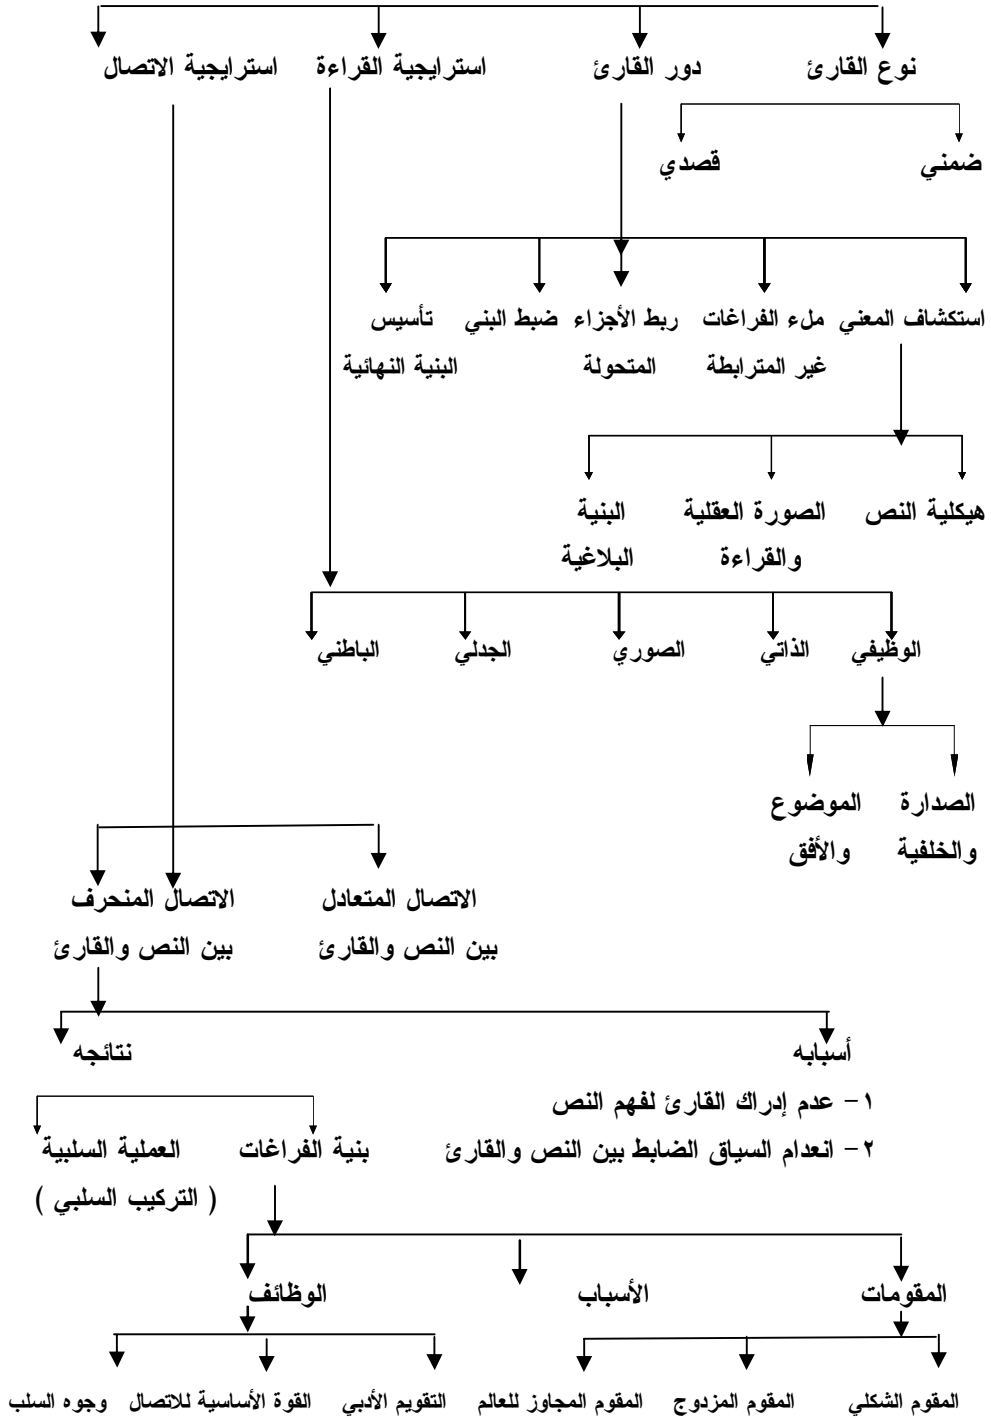 نوع القارئ دور القارئ استرايجية القراءة استرايجية الاتصال
ضمني قصدي
استكشاف المعني ملء الفراغات ربط الأجزاء ضبط البني تأسيس
غير المترابطة المتحولة البنية النهائية
هيكلية النص الصورة العقلية البنية
والقراءة البلاغية
الوظيفي الذاتي الصوري الجدلي الباطني
الصدارة الموضوع
والخلفية والأفق
الاتصال المتعادل الاتصال المنحرف
بين النص والقارئ بين النص والقارئ
أسبابه نتائجه
١ - عدم إدراك القارئ لفهم النص
٢ - انعدام السياق الضابط بين النص والقارئ بنية الفراغات العملية السلبية
( التركيب السلبي )
المقومات الأسباب الوظائف
المقوم الشكلي المقوم المزدوج المقوم المجاوز للعالم التقويم الأدبي القوة الأساسية للاتصال وجوه السلب